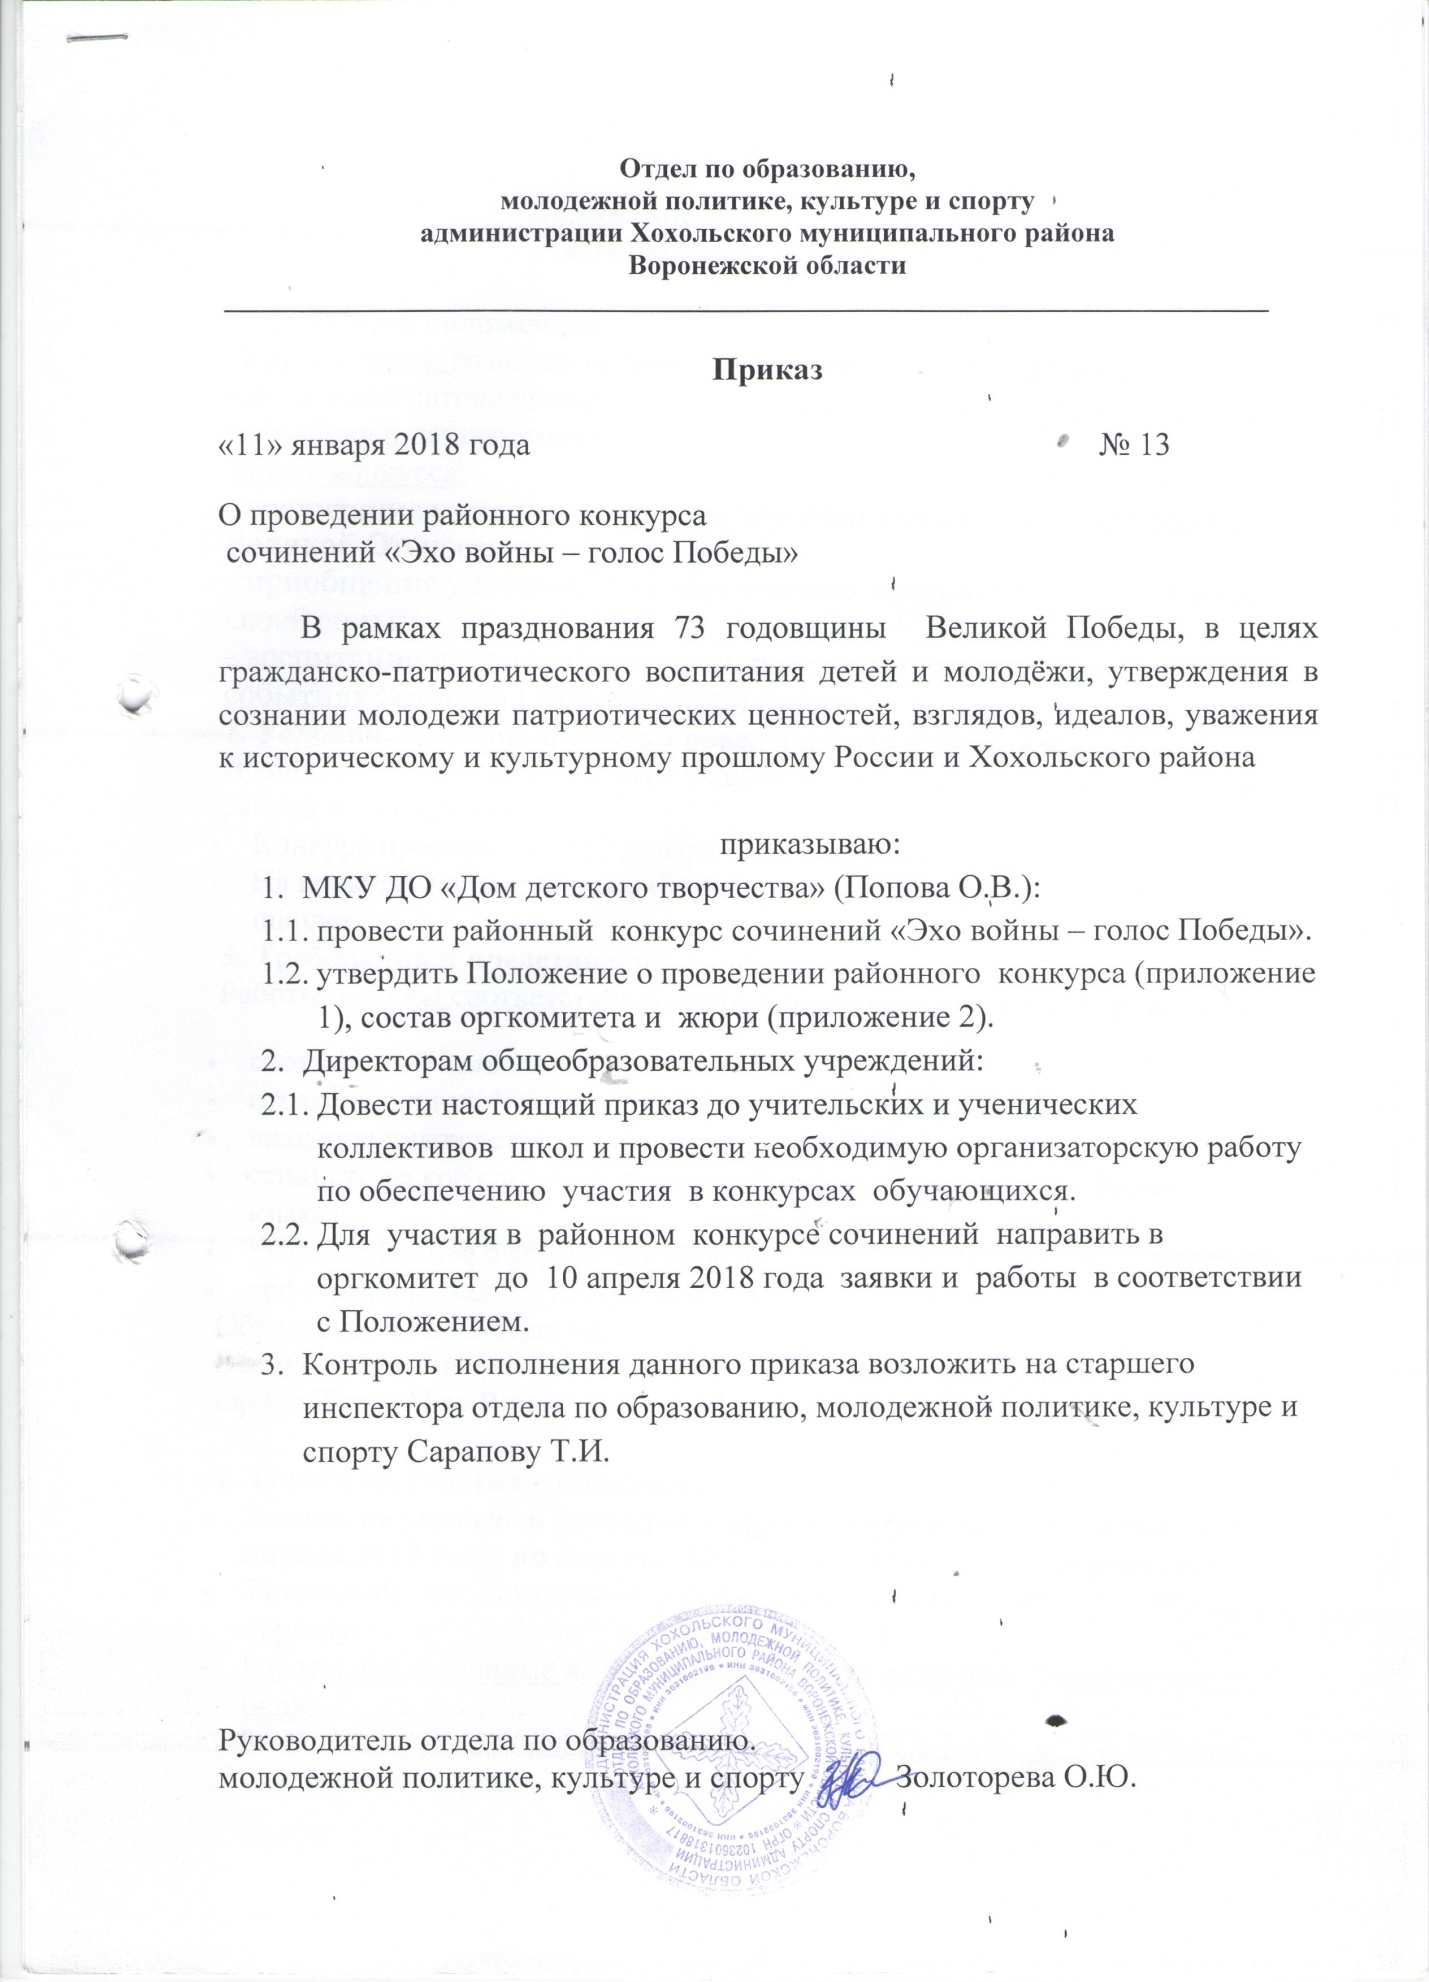 Отдел по образованию,
молодежной политике, культуре и спорту
администрации Хохольского муниципального района
Воронежской области
Приказ
«11» января 2018 года № 13
О проведении районного конкурса
сочинений «Эхо войны – голос Победы»
В рамках празднования 73 годовщины Великой Победы, в целях
гражданско-патриотического воспитания детей и молодёжи, утверждения в
сознании молодежи патриотических ценностей, взглядов, идеалов, уважения
к историческому и культурному прошлому России и Хохольского района
приказываю:
1. МКУ ДО «Дом детского творчества» (Попова О.В.):
1.1. провести районный конкурс сочинений «Эхо войны – голос Победы».
1.2. утвердить Положение о проведении районного конкурса (приложение
1), состав оргкомитета и жюри (приложение 2).
2. Директорам общеобразовательных учреждений:
2.1. Довести настоящий приказ до учительских и ученических
коллективов школ и провести необходимую организаторскую работу
по обеспечению участия в конкурсах обучающихся.
2.2. Для участия в районном конкурсе сочинений направить в
оргкомитет до 10 апреля 2018 года заявки и работы в соответствии
с Положением.
3. Контроль исполнения данного приказа возложить на старшего
инспектора отдела по образованию, молодежной политике, культуре и
спорту Сарапову Т.И.
Руководитель отдела по образованию.
молодежной политике, культуре и спорту Золоторева О.Ю.